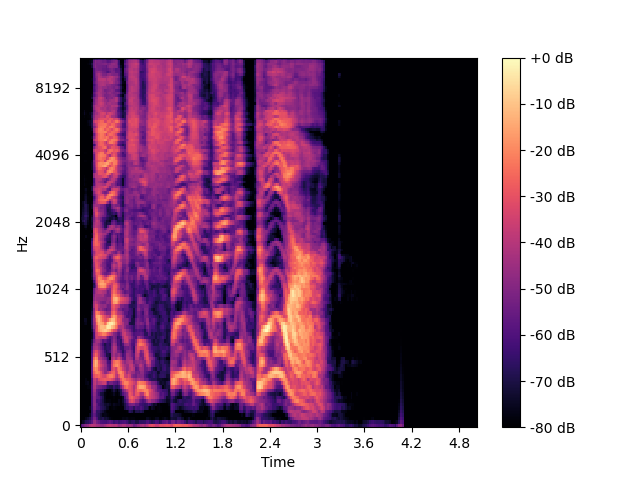 8192
4096
2048
1024
512
0
Hz
0 0.6 1.2 1.8 2.4 3 3.6 4.2 4.8
Time
+0 dB
-10 dB
-20 dB
-30 dB
-40 dB
-50 dB
-60 dB
-70 dB
-80 dB